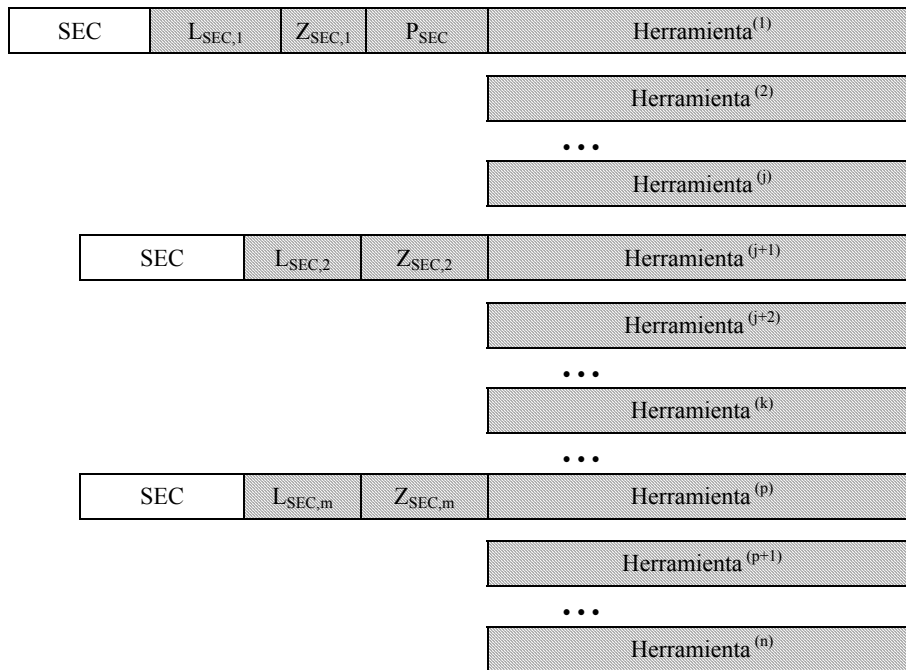 SEC L_SEC,1 Z_SEC,1 P_SEC Herramienta^(1)
Herramienta^(2)
...
Herramienta^(j)
SEC L_SEC,2 Z_SEC,2 Herramienta^(j+1)
Herramienta^(j+2)
...
Herramienta^(k)
...
SEC L_SEC,m Z_SEC,m Herramienta^(p)
Herramienta^(p+1)
...
Herramienta^(n)